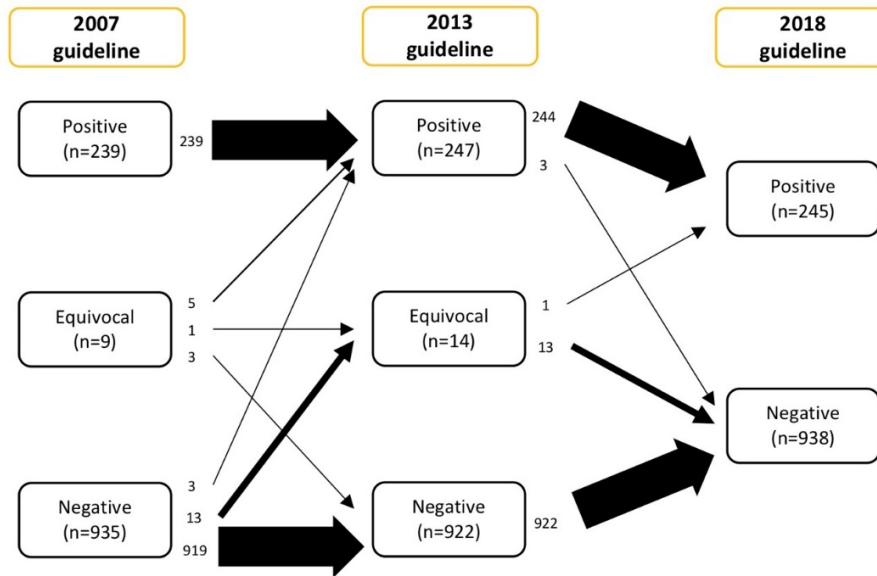 2007
guideline
2013
guideline
2018
guideline
Positive
(n=239)
239
Positive
(n=247)
244
3
Positive
(n=245)
Equivocal
(n=9)
5
1
3
Equivocal
(n=14)
1
13
Negative
(n=938)
Negative
(n=935)
3
13
919
Negative
(n=922)
922